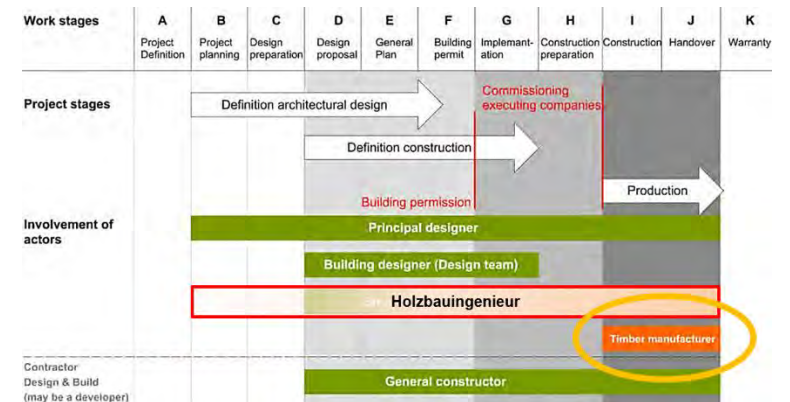 Work stages A B C D E F G H I J K
Project Definition
Project planning
Design preparation
Design proposal
General Plan
Building permit
Implemant-ation
Construction preparation
Construction
Handover
Warranty
Project stages
Commissioning
executing companies
Definition architectural design
Definition construction
Production
Building permission
Involvement of
actors
Principal designer
Building designer (Design team)
Holzbauingenieur
Timber manufacturer
Contractor
Design & Build
(may be a developer)
General constructor